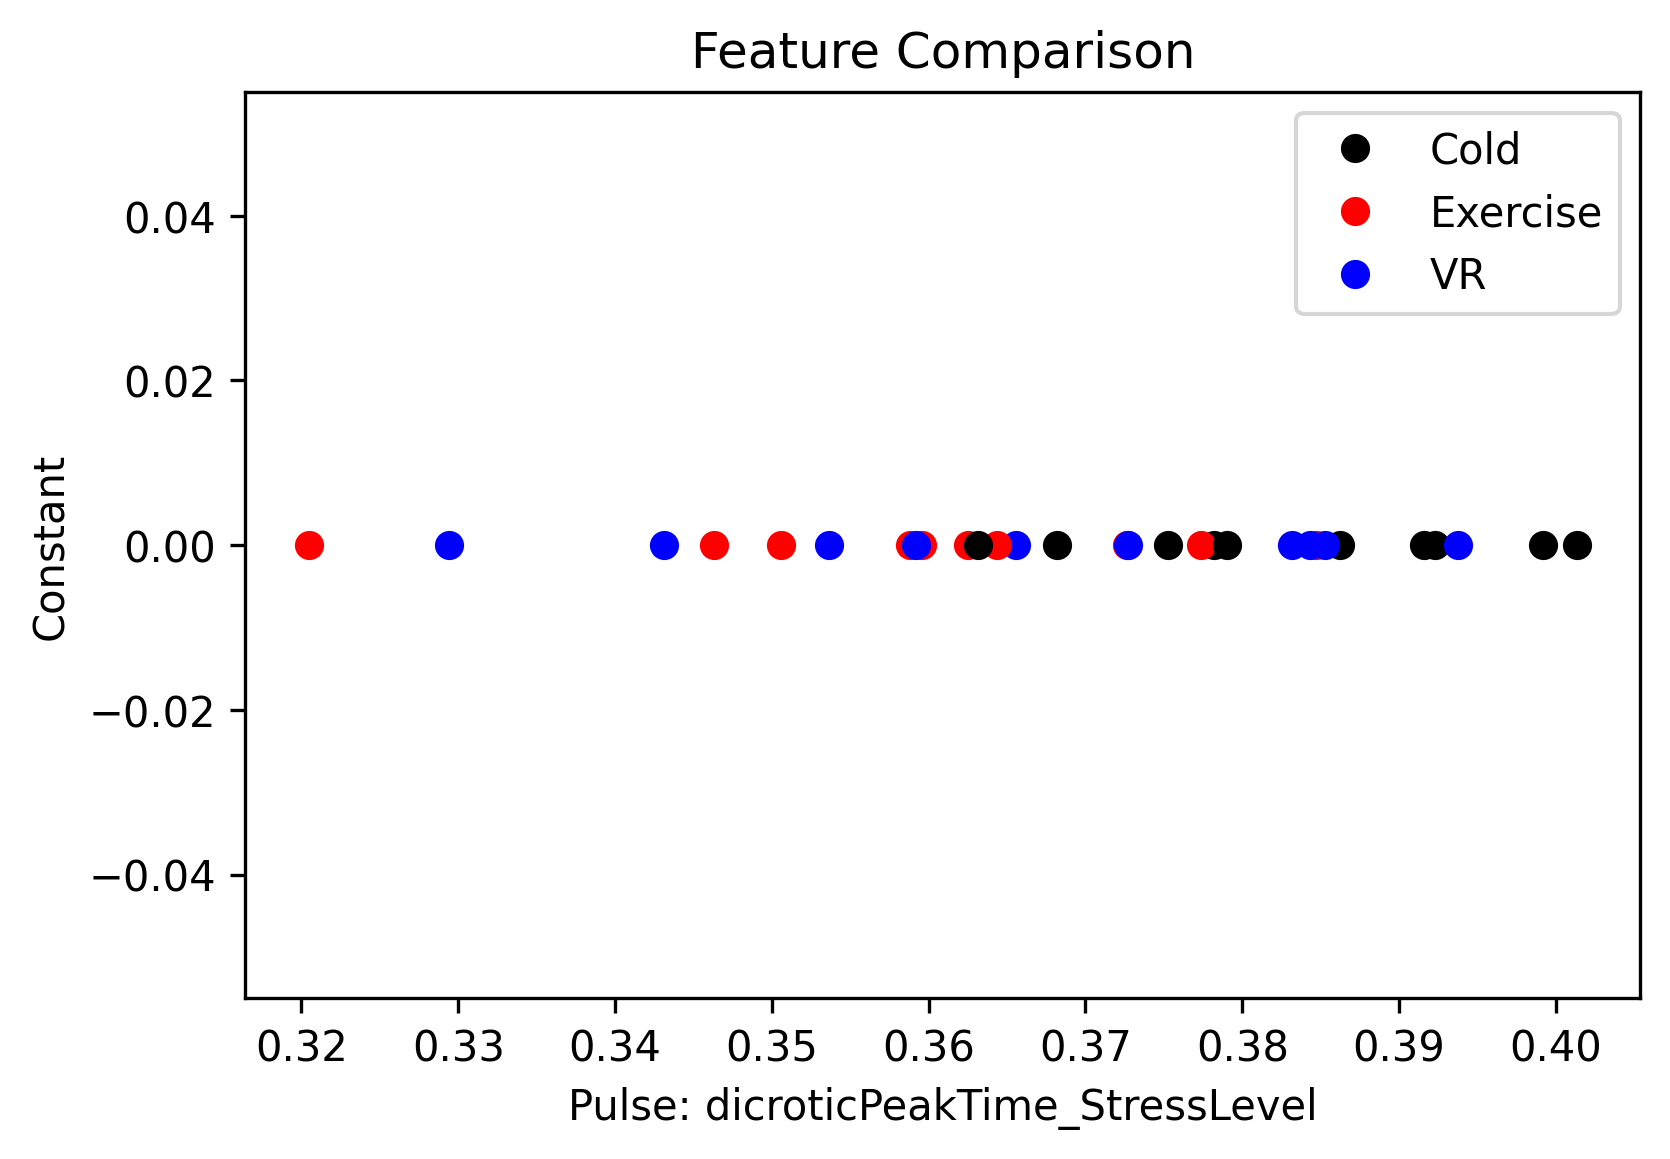 Feature Comparison
Cold
Exercise
VR
0.04
0.02
0.00
−0.02
−0.04
Constant
0.32 0.33 0.34 0.35 0.36 0.37 0.38 0.39 0.40
Pulse: dicroticPeakTime_StressLevel